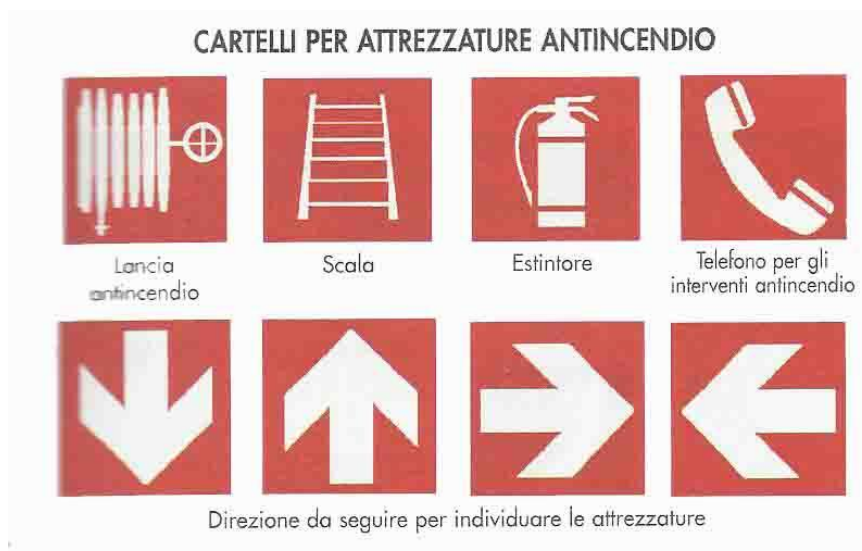 CARTELLI PER ATTREZZATURE ANTINCENDIO
Lancia
antincendio
Scala
Estintore
Telefono per gli
interventi antincendio
Direzione da seguire per individuare le attrezzature